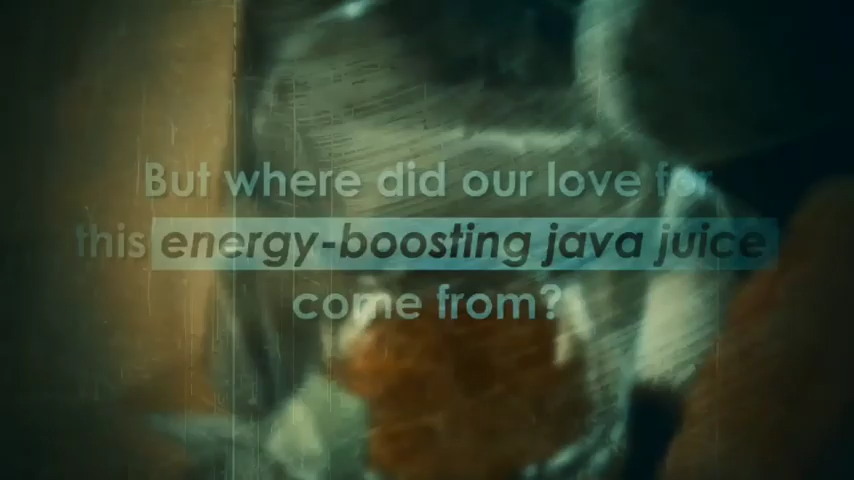 But where did our love for
this energy-boosting java juice
come from?